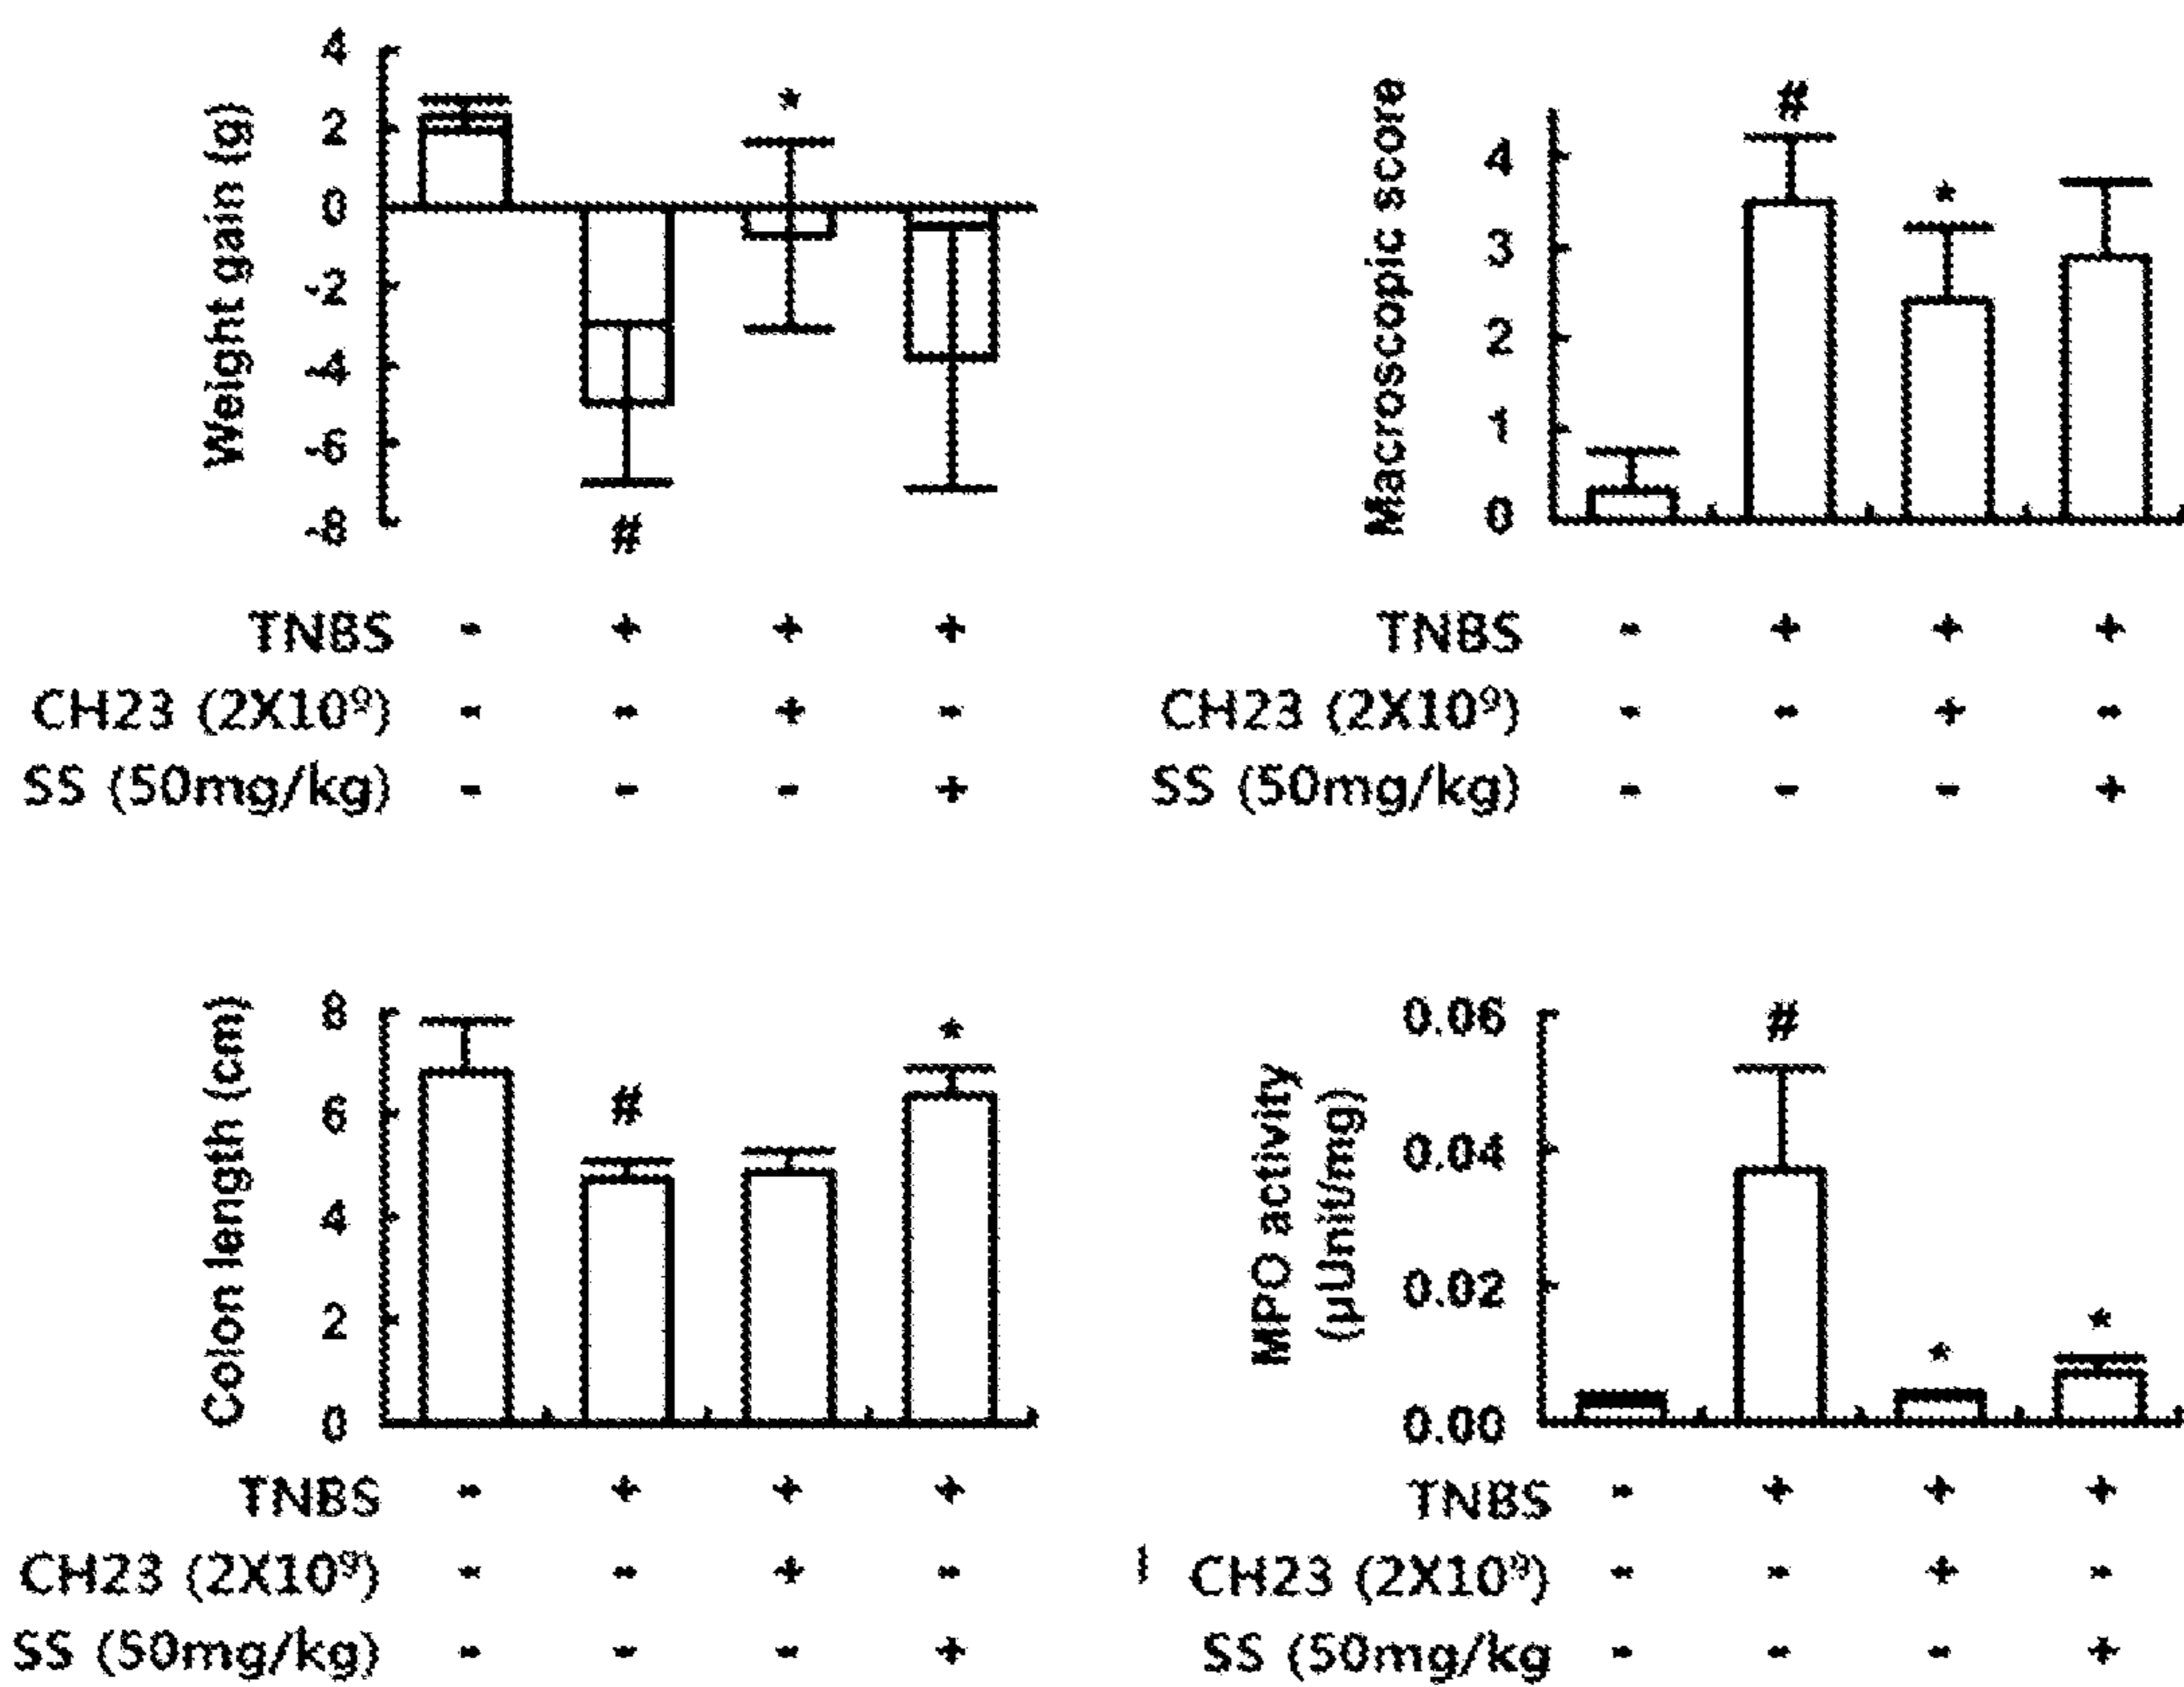 Weight gain (g)
4
2
0
-2
-4
-6
-8
*
#
TNBS - + + +
CH23 (2X10⁹) - - + -
SS (50mg/kg) - - - +
Macroscopic score
4
3
2
1
0
#
*
TNBS - + + +
CH23 (2X10⁹) - - + -
SS (50mg/kg) - - - +
Colon length (cm)
8
6
4
2
0
#
*
TNBS - + + +
CH23 (2X10⁹) - - + -
SS (50mg/kg) - - - +
MPO activity
(μUnit/mg)
0.06
0.04
0.02
0.00
#
*
*
TNBS - + + +
CH23 (2X10⁹) - - + -
SS (50mg/kg - - - +